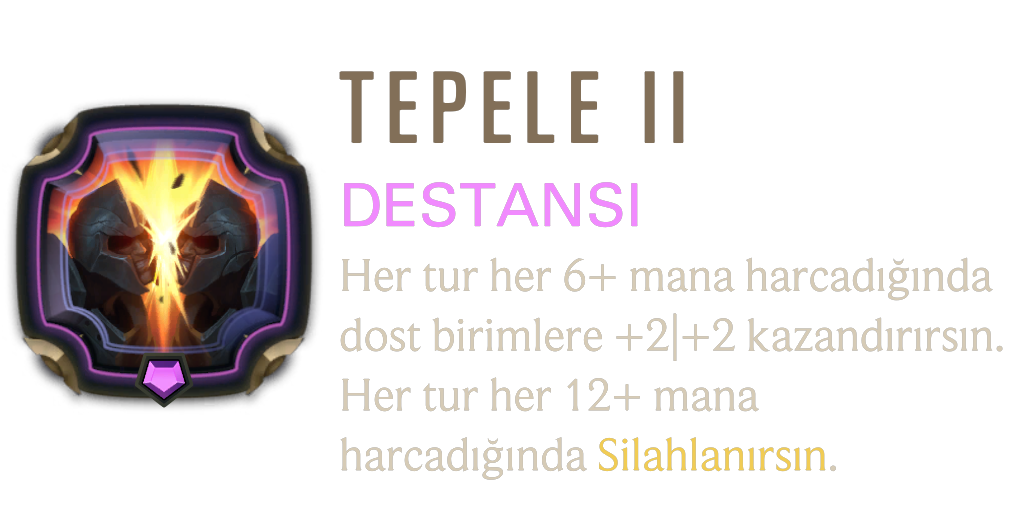 TEPELE II
DESTANSI
Her tur her 6+ mana harcadığında
dost birimlere +2|+2 kazandırırsın.
Her tur her 12+ mana
harcadığında Silahlanırsın.